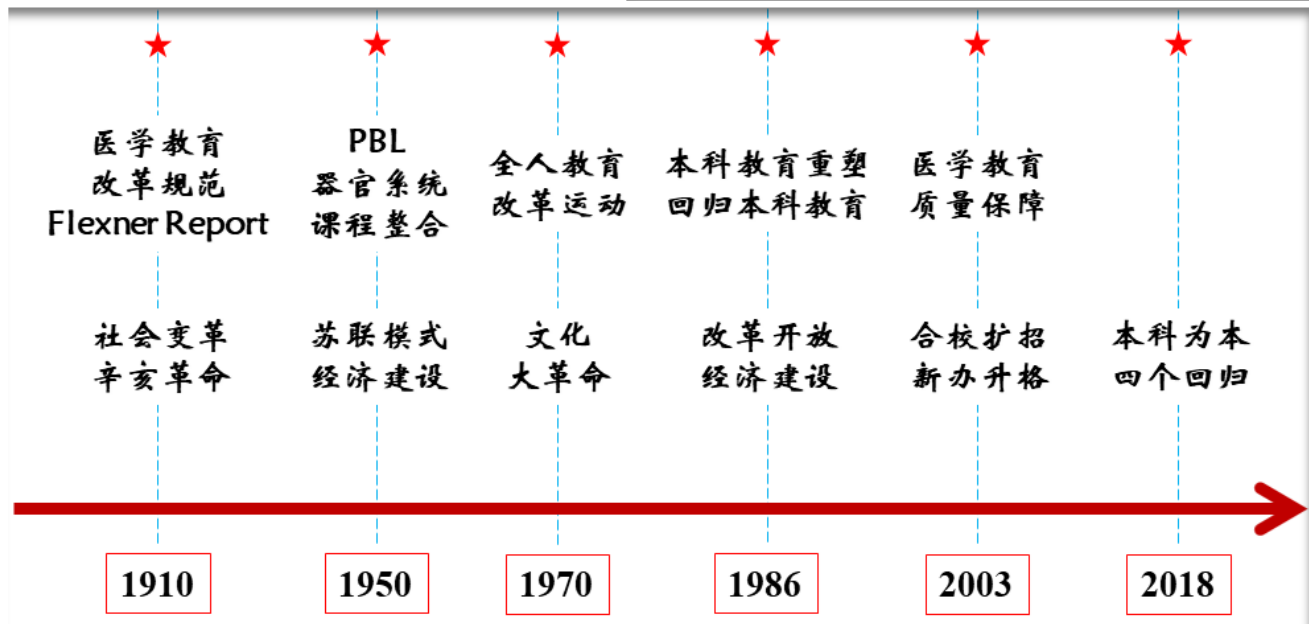 医学教育
改革规范
Flexner Report
PBL
器官系统
课程整合
全人教育
改革运动
本科教育重塑
回归本科教育
医学教育
质量保障
社会变革
辛亥革命
苏联模式
经济建设
文化
大革命
改革开放
经济建设
合校扩招
新办升格
本科为本
四个回归
1910
1950
1970
1986
2003
2018